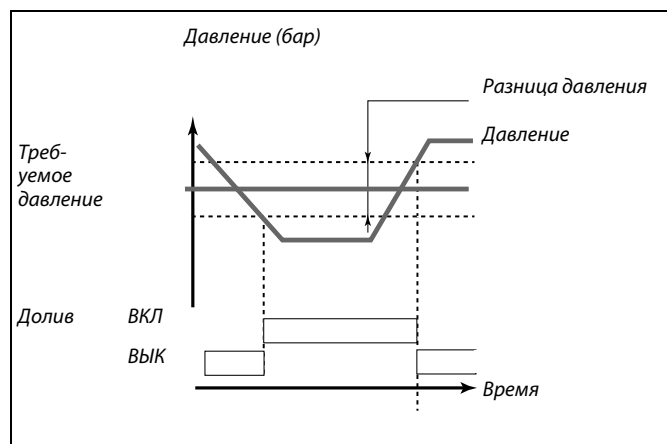 Давление (бар)
Разница давления
Давление
Треб-
уемое
давление
Долив ВКЛ
ВЫК
Время